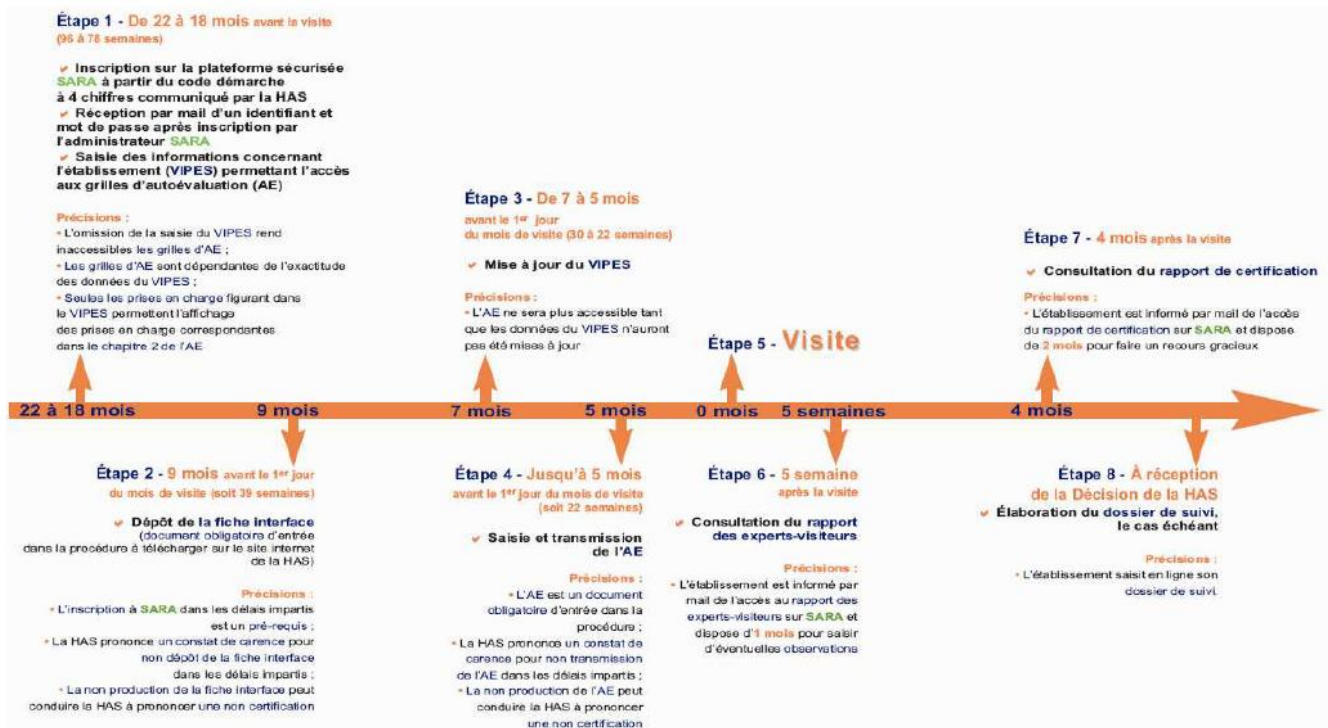 Étape 1 - De 22 à 18 mois avant la visite
(96 à 78 semaines)
✓ Inscription sur la plateforme sécurisée
SARA à partir du code démarche
à 4 chiffres communiqué par la HAS
✓ Réception par mail d'un identifiant et
mot de passe après inscription par
l'administrateur SARA
✓ Saisie des informations concernant
l'établissement (VIPES) permettant l'accès
aux grilles d'autoévaluation (AE)
Précisions :
• L'omission de la saisie du VIPES rend
inaccessibles les grilles d'AE ;
• Les grilles d'AE sont dépendantes de l'exactitude
des données du VIPES ;
• Seules les prises en charge figurant dans
le VIPES permettent l'affichage
des prises en charge correspondantes
dans le chapitre 2 de l'AE
Étape 3 - De 7 à 5 mois
avant le 1er jour
du mois de visite (30 à 22 semaines)
✓ Mise à jour du VIPES
Précisions :
• L'AE ne sera plus accessible tant
que les données du VIPES n'auront
pas été mises à jour
Étape 5 - Visite
Étape 7 - 4 mois après la visite
✓ Consultation du rapport de certification
Précisions :
• L'établissement est informé par mail de l'accès
du rapport de certification sur SARA et dispose
de 2 mois pour faire un recours gracieux
22 à 18 mois 9 mois 7 mois 5 mois 0 mois 5 semaines 4 mois
Étape 2 - 9 mois avant le 1er jour
du mois de visite (soit 39 semaines)
✓ Dépôt de la fiche interface
(document obligatoire d'entrée
dans la procédure à télécharger sur le site internet
de la HAS)
Précisions :
• L'inscription à SARA dans les délais impartis
est un pré-requis ;
• La HAS prononce un constat de carence pour
non dépôt de la fiche interface
dans les délais impartis ;
• La non production de la fiche interface peut
conduire la HAS à prononcer une non certification
Étape 4 - Jusqu'à 5 mois
avant le 1er jour du mois de visite
(soit 22 semaines)
✓ Saisie et transmission
de l'AE
Précisions :
• L'AE est un document
obligatoire d'entrée dans la
procédure ;
• La HAS prononce un constat de
carence pour non transmission
de l'AE dans les délais impartis ;
• La non production de l'AE peut
conduire la HAS à prononcer
une non certification
Étape 6 - 5 semaine
après la visite
✓ Consultation du rapport
des experts-visiteurs
Précisions :
• L'établissement est informé par
mail de l'accès au rapport des
experts-visiteurs sur SARA et
dispose d'1 mois pour saisir
d'éventuelles observations
Étape 8 - À réception
de la Décision de la HAS
✓ Élaboration du dossier de suivi,
le cas échéant
Précisions :
• L'établissement saisit en ligne son
dossier de suivi.